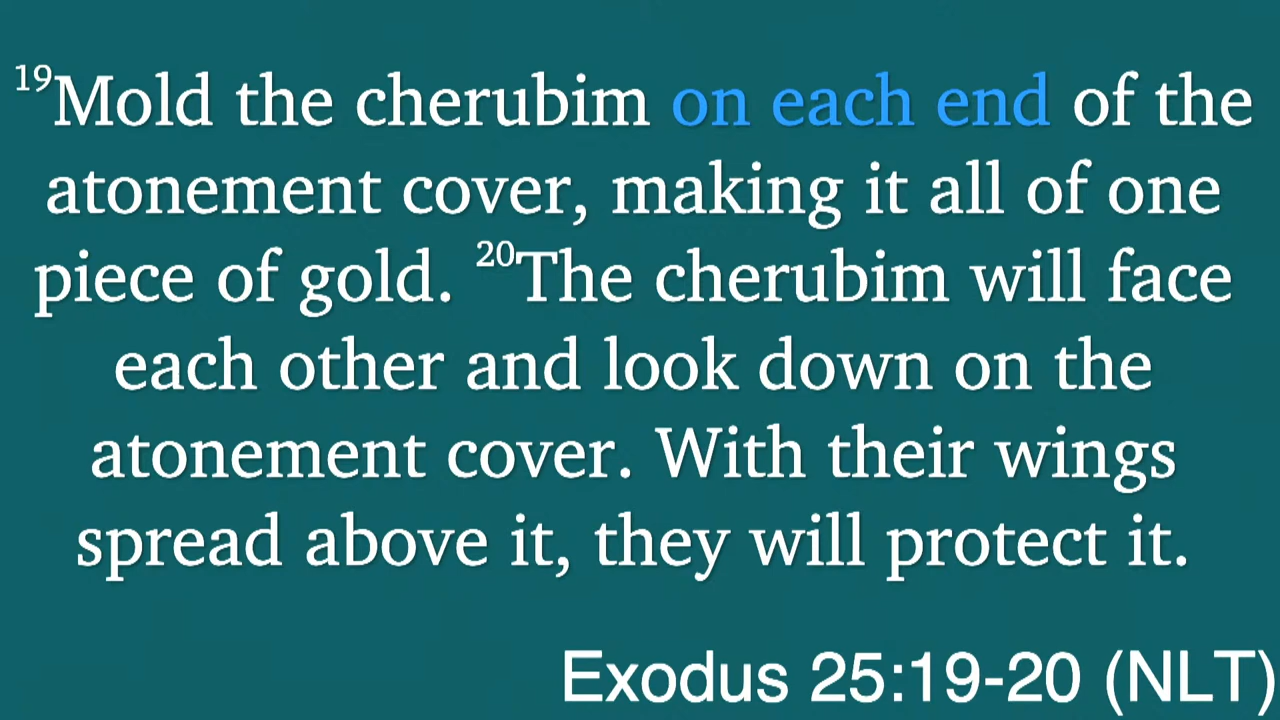 19Mold the cherubim on each end of the
atonement cover, making it all of one
piece of gold. 20The cherubim will face
each other and look down on the
atonement cover. With their wings
spread above it, they will protect it.
Exodus 25:19-20 (NLT)